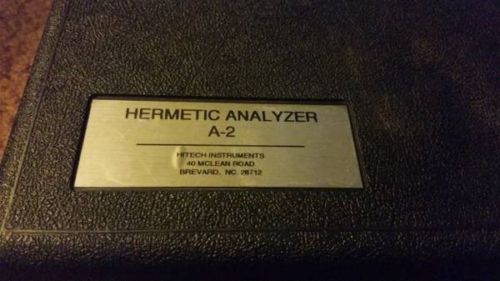 HERMETIC ANALYZER
A-2
HITECH INSTRUMENTS
40 MCLEAN ROAD
BREVARD, NC. 28712